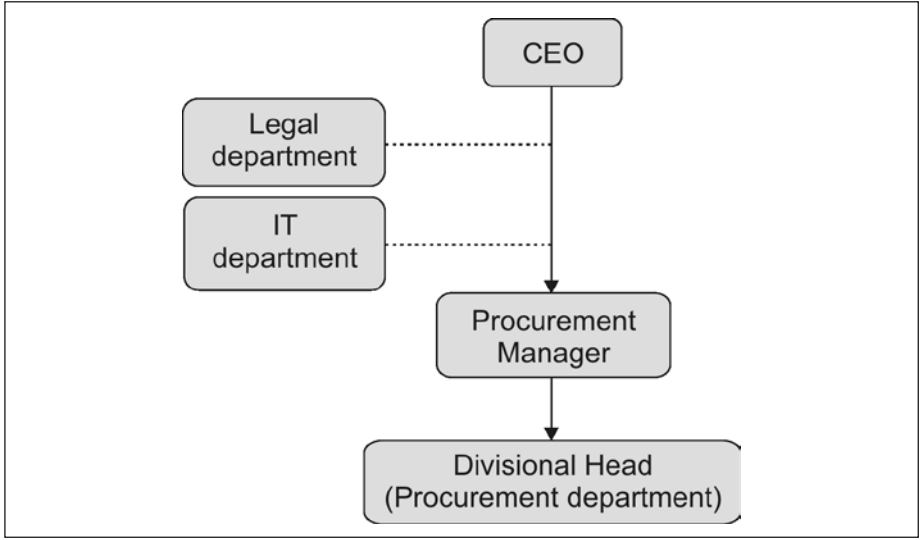 CEO
Legal
department
IT
department
Procurement
Manager
Divisional Head
(Procurement department)